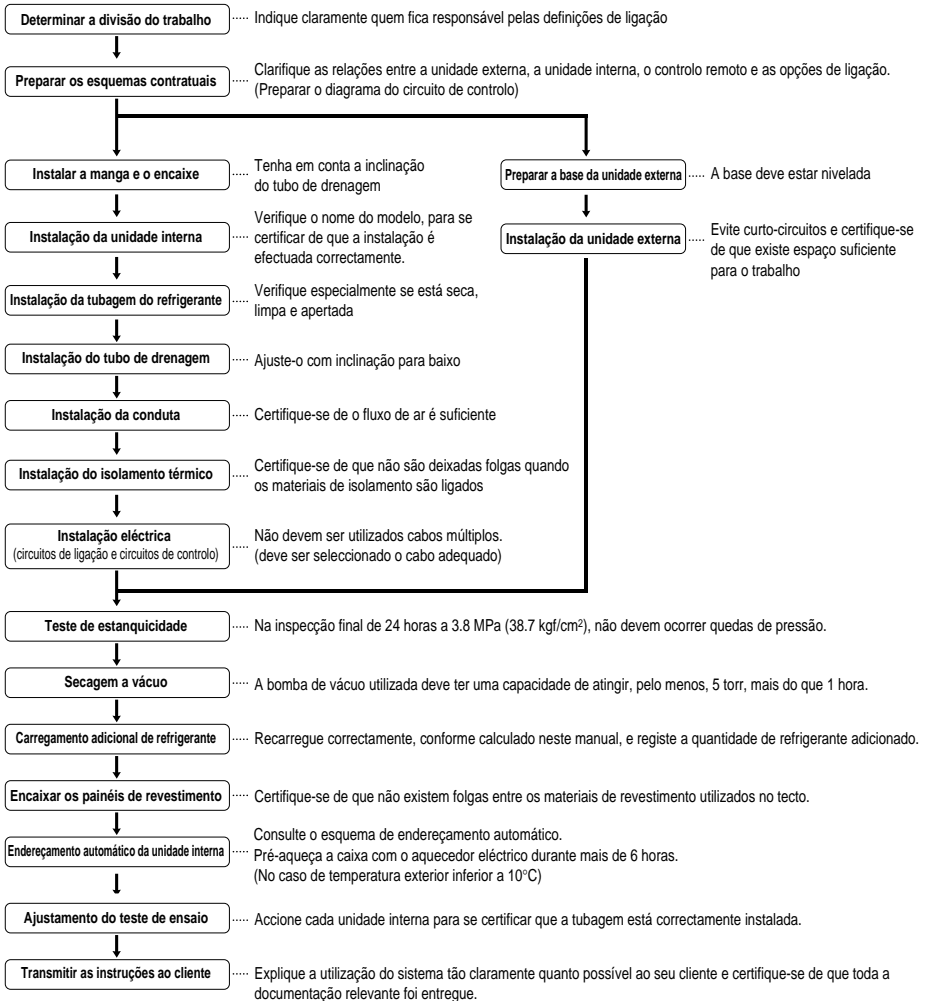 Determinar a divisão do trabalho
Indique claramente quem fica responsável pelas definições de ligação
Preparar os esquemas contratuais
Clarifique as relações entre a unidade externa, a unidade interna, o controlo remoto e as opções de ligação.
(Preparar o diagrama do circuito de controlo)
Instalar a manga e o encaixe
Tenha em conta a inclinação
do tubo de drenagem
Preparar a base da unidade externa
A base deve estar nivelada
Instalação da unidade interna
Verifique o nome do modelo, para se
certificar de que a instalação é
efectuada correctamente.
Instalação da unidade externa
Evite curto-circuitos e certifique-se
de que existe espaço suficiente
para o trabalho
Instalação da tubagem do refrigerante
Verifique especialmente se está seca,
limpa e apertada
Instalação do tubo de drenagem
Ajuste-o com inclinação para baixo
Instalação da conduta
Certifique-se de o fluxo de ar é suficiente
Instalação do isolamento térmico
Certifique-se de que não são deixadas folgas quando
os materiais de isolamento são ligados
Instalação eléctrica
(circuitos de ligação e circuitos de controlo)
Não devem ser utilizados cabos múltiplos.
(deve ser seleccionado o cabo adequado)
Teste de estanquicidade
Na inspecção final de 24 horas a 3.8 MPa (38.7 kgf/cm²), não devem ocorrer quedas de pressão.
Secagem a vácuo
A bomba de vácuo utilizada deve ter uma capacidade de atingir, pelo menos, 5 torr, mais do que 1 hora.
Carregamento adicional de refrigerante
Recarregue correctamente, conforme calculado neste manual, e registe a quantidade de refrigerante adicionado.
Encaixar os painéis de revestimento
Certifique-se de que não existem folgas entre os materiais de revestimento utilizados no tecto.
Endereçamento automático da unidade interna
Consulte o esquema de endereçamento automático.
Pré-aqueça a caixa com o aquecedor eléctrico durante mais de 6 horas.
(No caso de temperatura exterior inferior a 10°C)
Ajustamento do teste de ensaio
Accione cada unidade interna para se certificar que a tubagem está correctamente instalada.
Transmitir as instruções ao cliente
Explique a utilização do sistema tão claramente quanto possível ao seu cliente e certifique-se de que toda a
documentação relevante foi entregue.